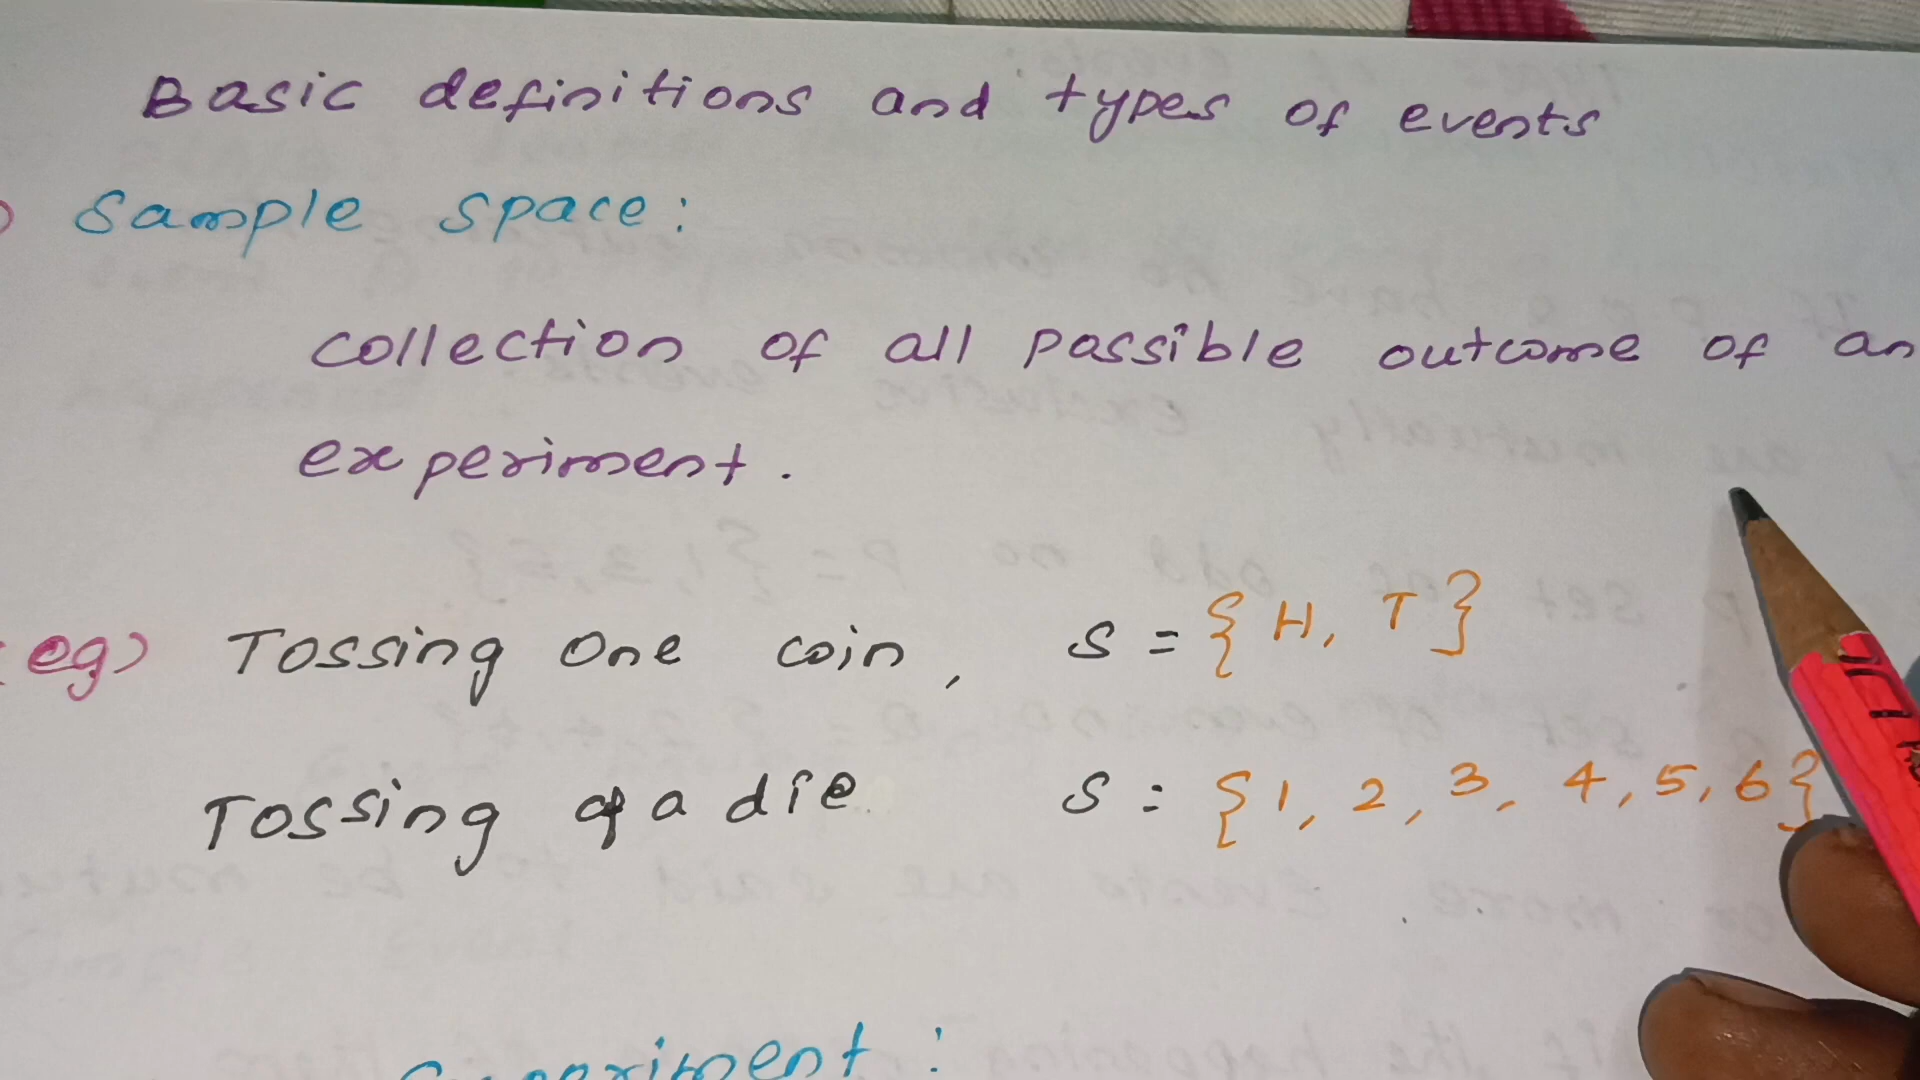 Basic definitions and types of events
Sample space:
collection of all possible outcome of an
experiment.
eg) Tossing one coin, S = {H, T}
Tossing of a die S = {1, 2, 3, 4, 5, 6}